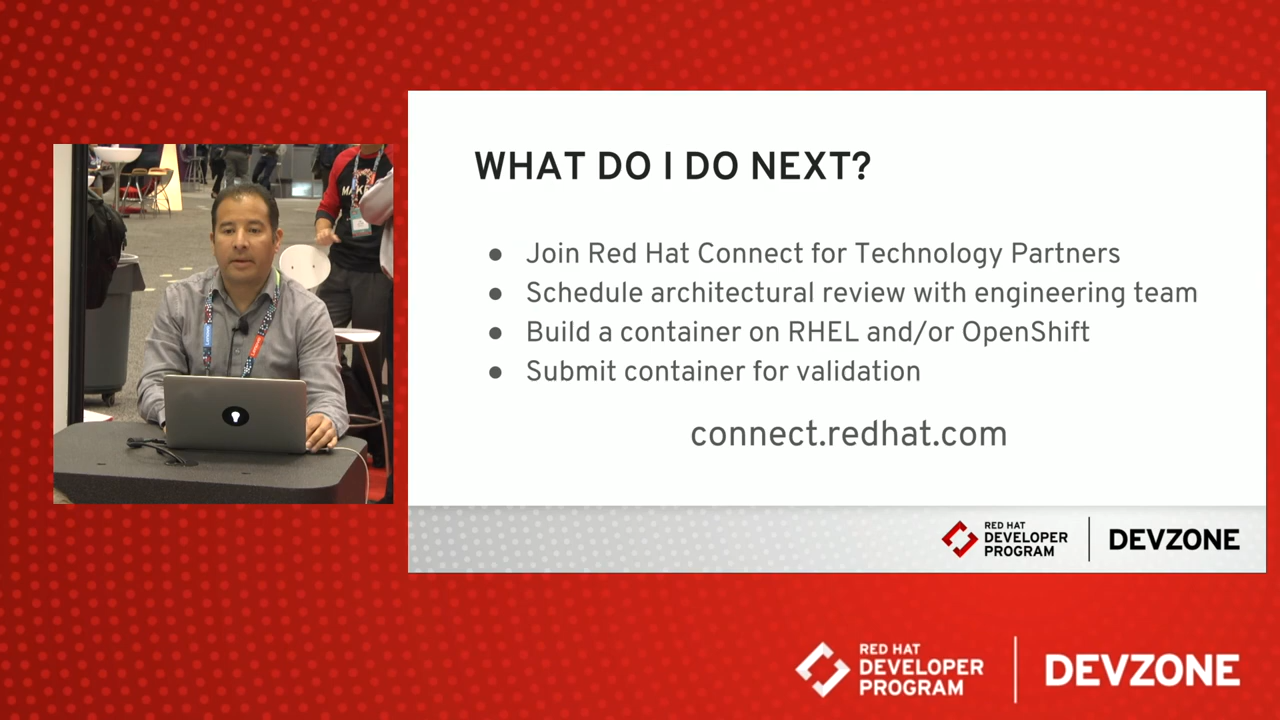 WHAT DO I DO NEXT?
● Join Red Hat Connect for Technology Partners
● Schedule architectural review with engineering team
● Build a container on RHEL and/or OpenShift
● Submit container for validation
connect.redhat.com
RED HAT
DEVELOPER
PROGRAM
DEVZONE
RED HAT
DEVELOPER
PROGRAM
DEVZONE